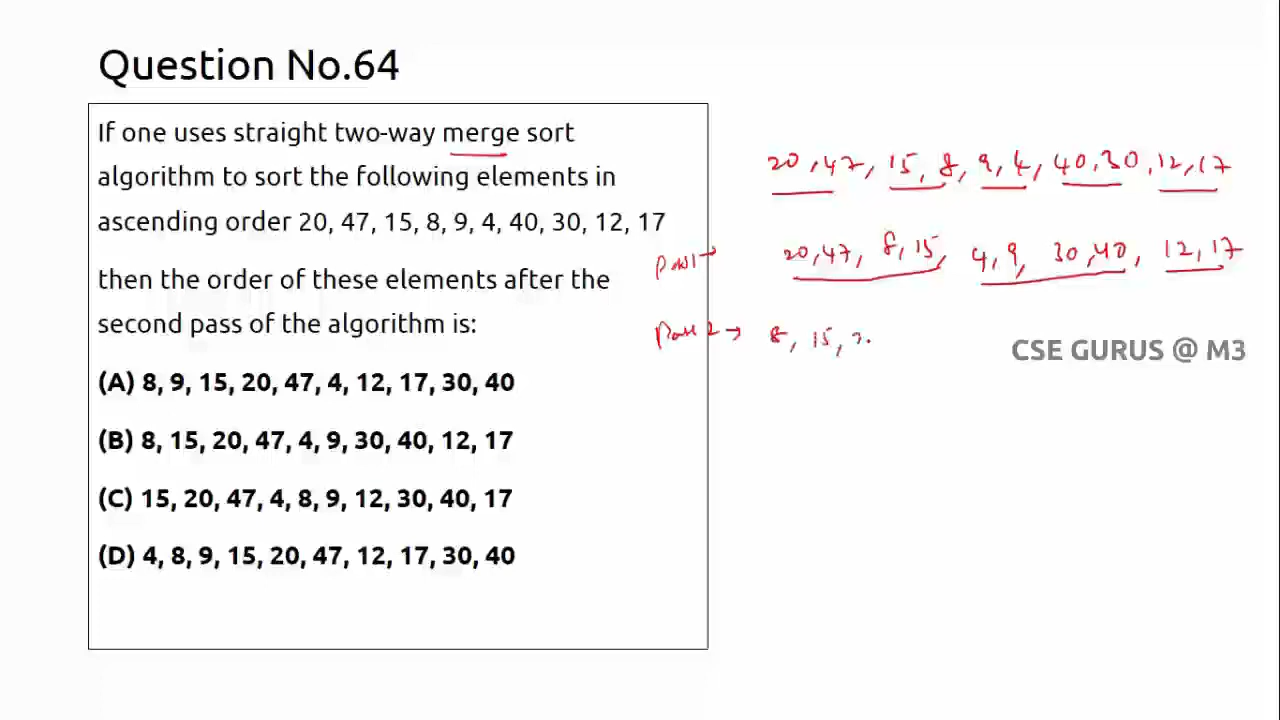 Question No.64
If one uses straight two-way merge sort
algorithm to sort the following elements in
ascending order 20, 47, 15, 8, 9, 4, 40, 30, 12, 17
then the order of these elements after the
second pass of the algorithm is:
(A) 8, 9, 15, 20, 47, 4, 12, 17, 30, 40
(B) 8, 15, 20, 47, 4, 9, 30, 40, 12, 17
(C) 15, 20, 47, 4, 8, 9, 12, 30, 40, 17
(D) 4, 8, 9, 15, 20, 47, 12, 17, 30, 40
20, 47, 15, 8, 9, 4, 40, 30, 12, 17
Pass1→ 20, 47, 8, 15, 4, 9, 30, 40, 12, 17
Pass 2→ 8, 15,
CSE GURUS @ M3